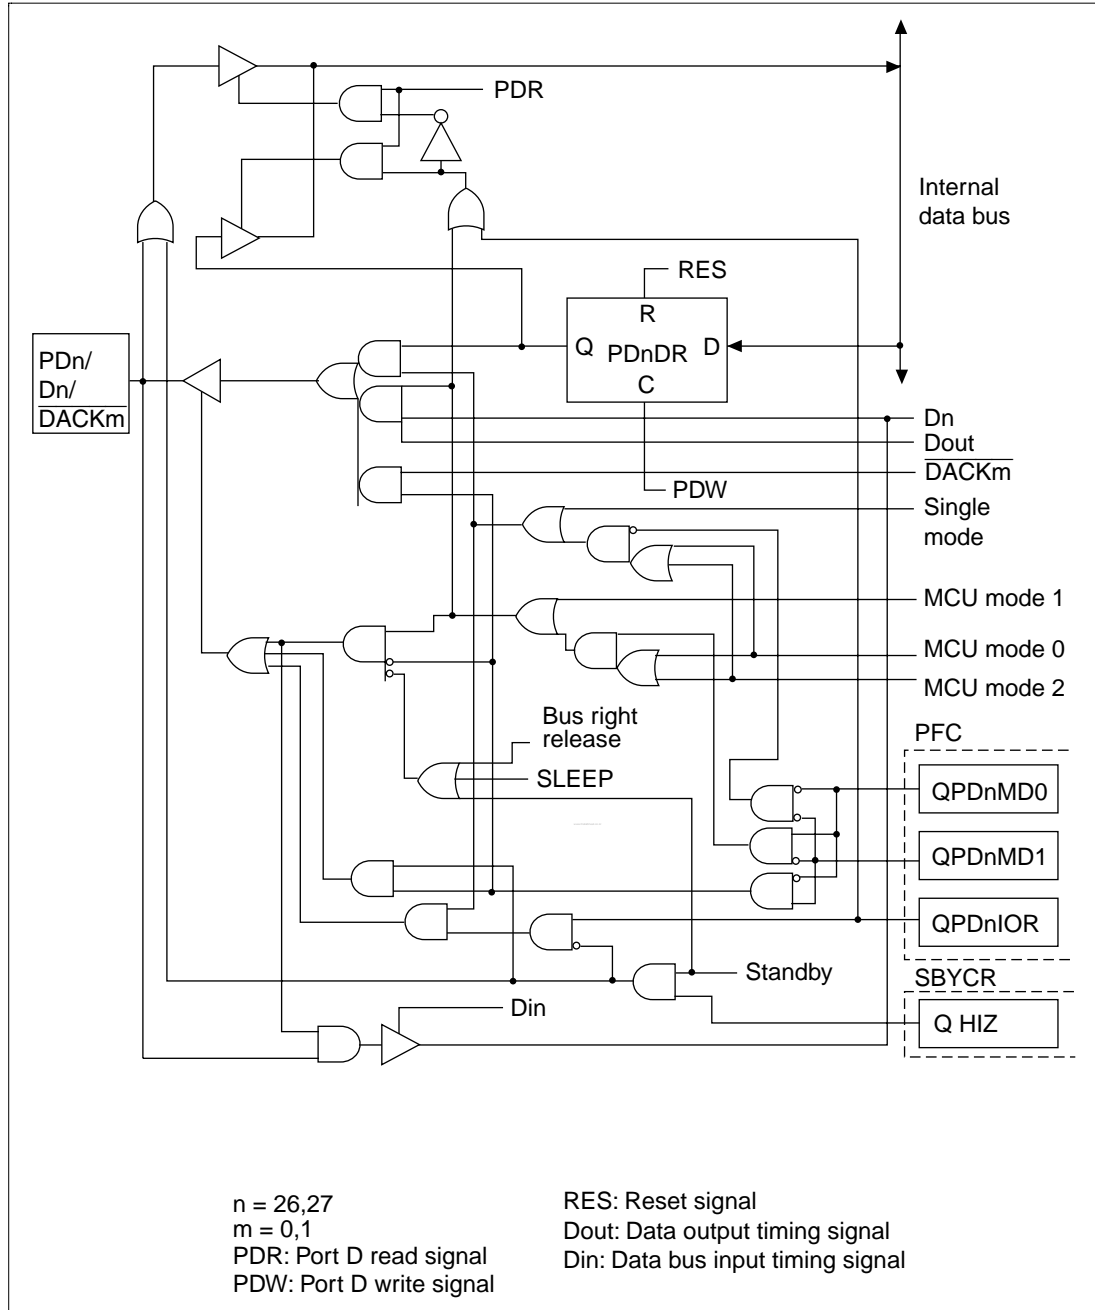 PDR
Internal
data bus
RES
R
Q
PDnDR
D
C
PDn/
Dn/
DACKm
Dn
Dout
DACKm
PDW
Single
mode
MCU mode 1
MCU mode 0
MCU mode 2
Bus right
release
SLEEP
PFC
QPDnMD0
QPDnMD1
QPDnIOR
Standby
SBYCR
Q HIZ
Din
n = 26,27
m = 0,1
PDR: Port D read signal
PDW: Port D write signal
RES: Reset signal
Dout: Data output timing signal
Din: Data bus input timing signal